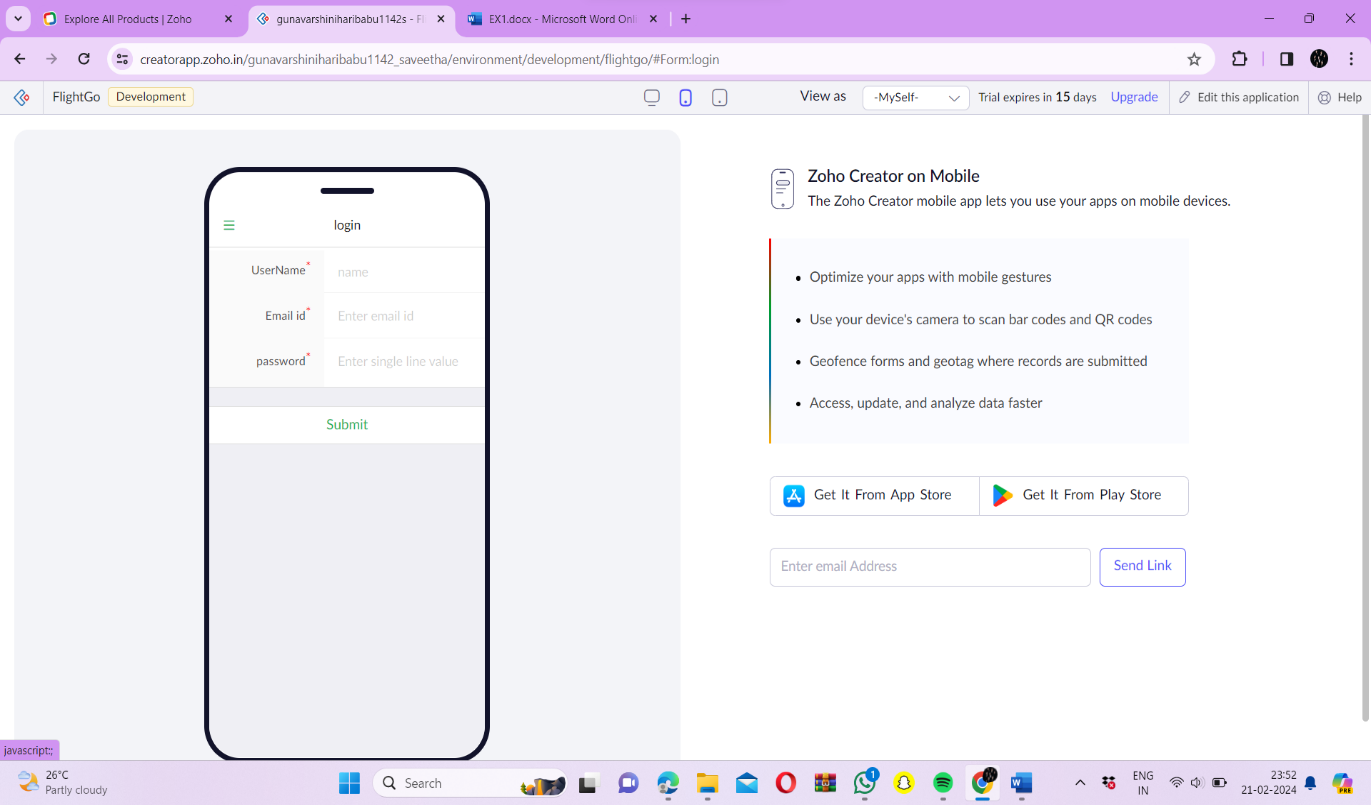 Explore All Products | Zoho
gunavarshiniharibabu1142s - Fl
EX1.docx - Microsoft Word Onli
creatorapp.zoho.in/gunavarshiniharibabu1142_saveetha/environment/development/flightgo/#Form:login
FlightGo Development View as -MySelf- Trial expires in 15 days Upgrade Edit this application Help
login
UserName* name
Email id* Enter email id
password* Enter single line value
Submit
Zoho Creator on Mobile
The Zoho Creator mobile app lets you use your apps on mobile devices.
• Optimize your apps with mobile gestures
• Use your device's camera to scan bar codes and QR codes
• Geofence forms and geotag where records are submitted
• Access, update, and analyze data faster
Get It From App Store Get It From Play Store
Enter email Address Send Link
javascript:;
26°C
Partly cloudy
Search
1
ENG
IN
23:52
21-02-2024
PRE